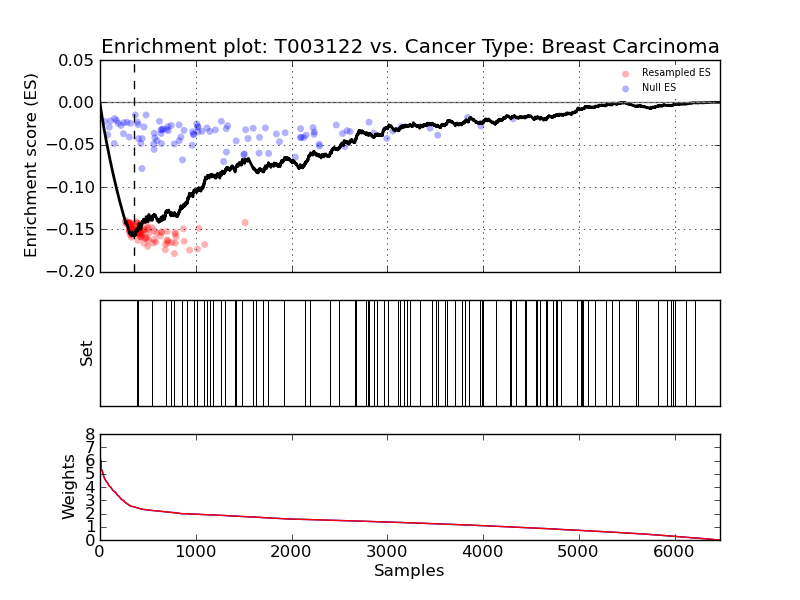 Enrichment plot: T003122 vs. Cancer Type: Breast Carcinoma
Enrichment score (ES)
0.05
0.00
−0.05
−0.10
−0.15
−0.20
Resampled ES
Null ES
Set
Weights
8
7
6
5
4
3
2
1
0
0 1000 2000 3000 4000 5000 6000
Samples